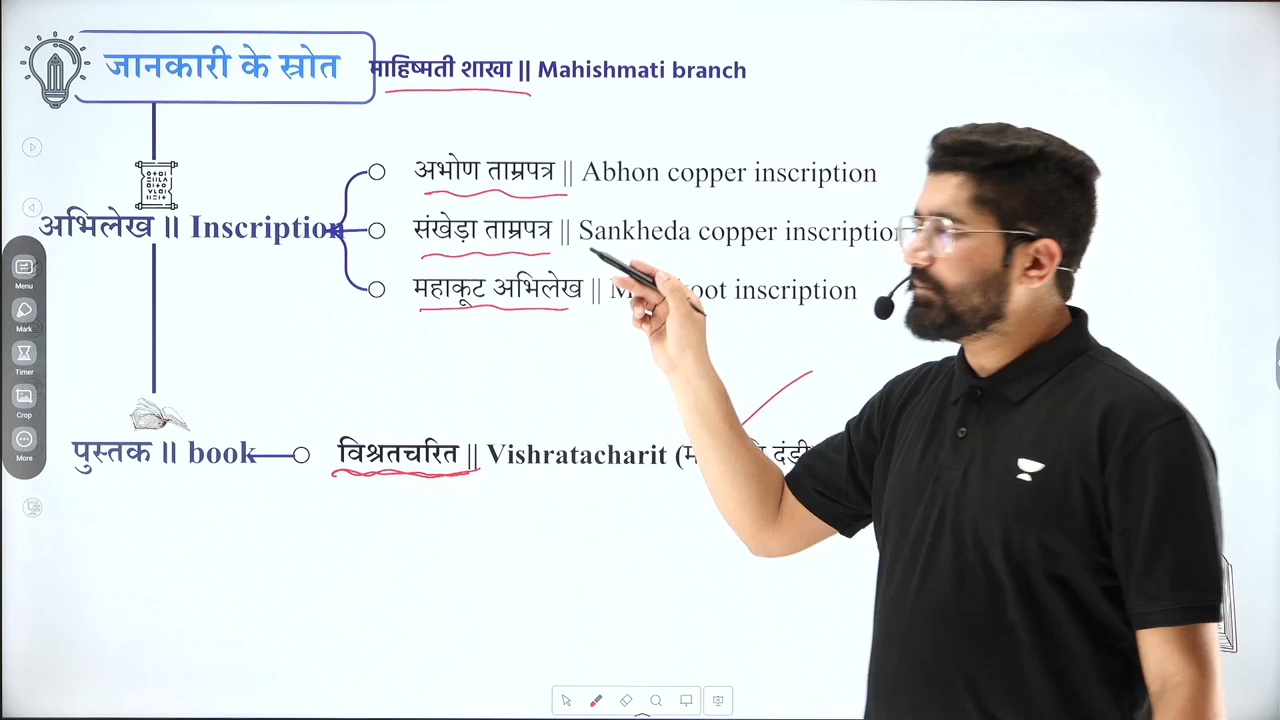 जानकारी के स्रोत
माहिष्मती शाखा || Mahishmati branch
अभोण ताम्रपत्र || Abhon copper inscription
अभिलेख || Inscription
संखेड़ा ताम्रपत्र || Sankheda copper inscription
महाकूट अभिलेख || inscription
पुस्तक || book
विश्रतचरित || Vishratacharit ( दंडी
Menu
Mark
Timer
Crop
More